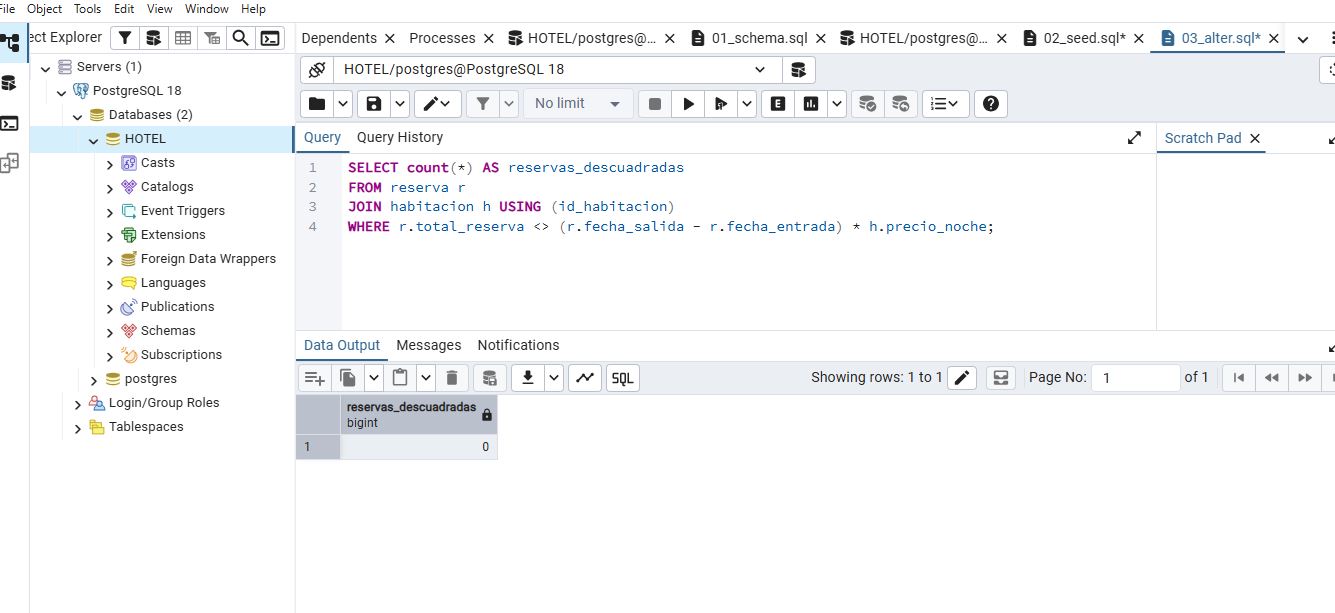 File Object Tools Edit View Window Help
ect Explorer
Dependents Processes HOTEL/postgres@... 01_schema.sql HOTEL/postgres@... 02_seed.sql* 03_alter.sql*
Servers (1)
PostgreSQL 18
Databases (2)
HOTEL
Casts
Catalogs
Event Triggers
Extensions
Foreign Data Wrappers
Languages
Publications
Schemas
Subscriptions
postgres
Login/Group Roles
Tablespaces
HOTEL/postgres@PostgreSQL 18
No limit
E
Query Query History
Scratch Pad
1 SELECT count(*) AS reservas_descuadradas
2 FROM reserva r
3 JOIN habitacion h USING (id_habitacion)
4 WHERE r.total_reserva <> (r.fecha_salida - r.fecha_entrada) * h.precio_noche;
Data Output Messages Notifications
SQL
Showing rows: 1 to 1
Page No: 1 of 1
reservas_descuadradas
bigint
1 0